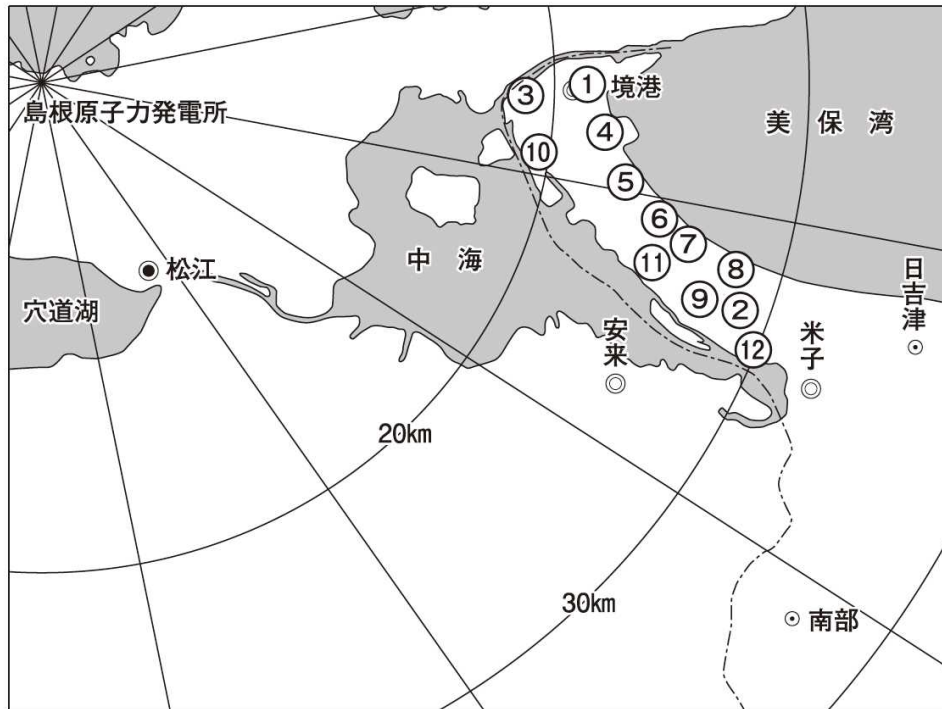 ①
境港
③
島根原子力発電所
④
美保湾
⑩
⑤
⑥
⑦
中海
⑪
⑧
松江
日吉津
穴道湖
⑨
②
安来
米子
⑫
20km
30km
南部